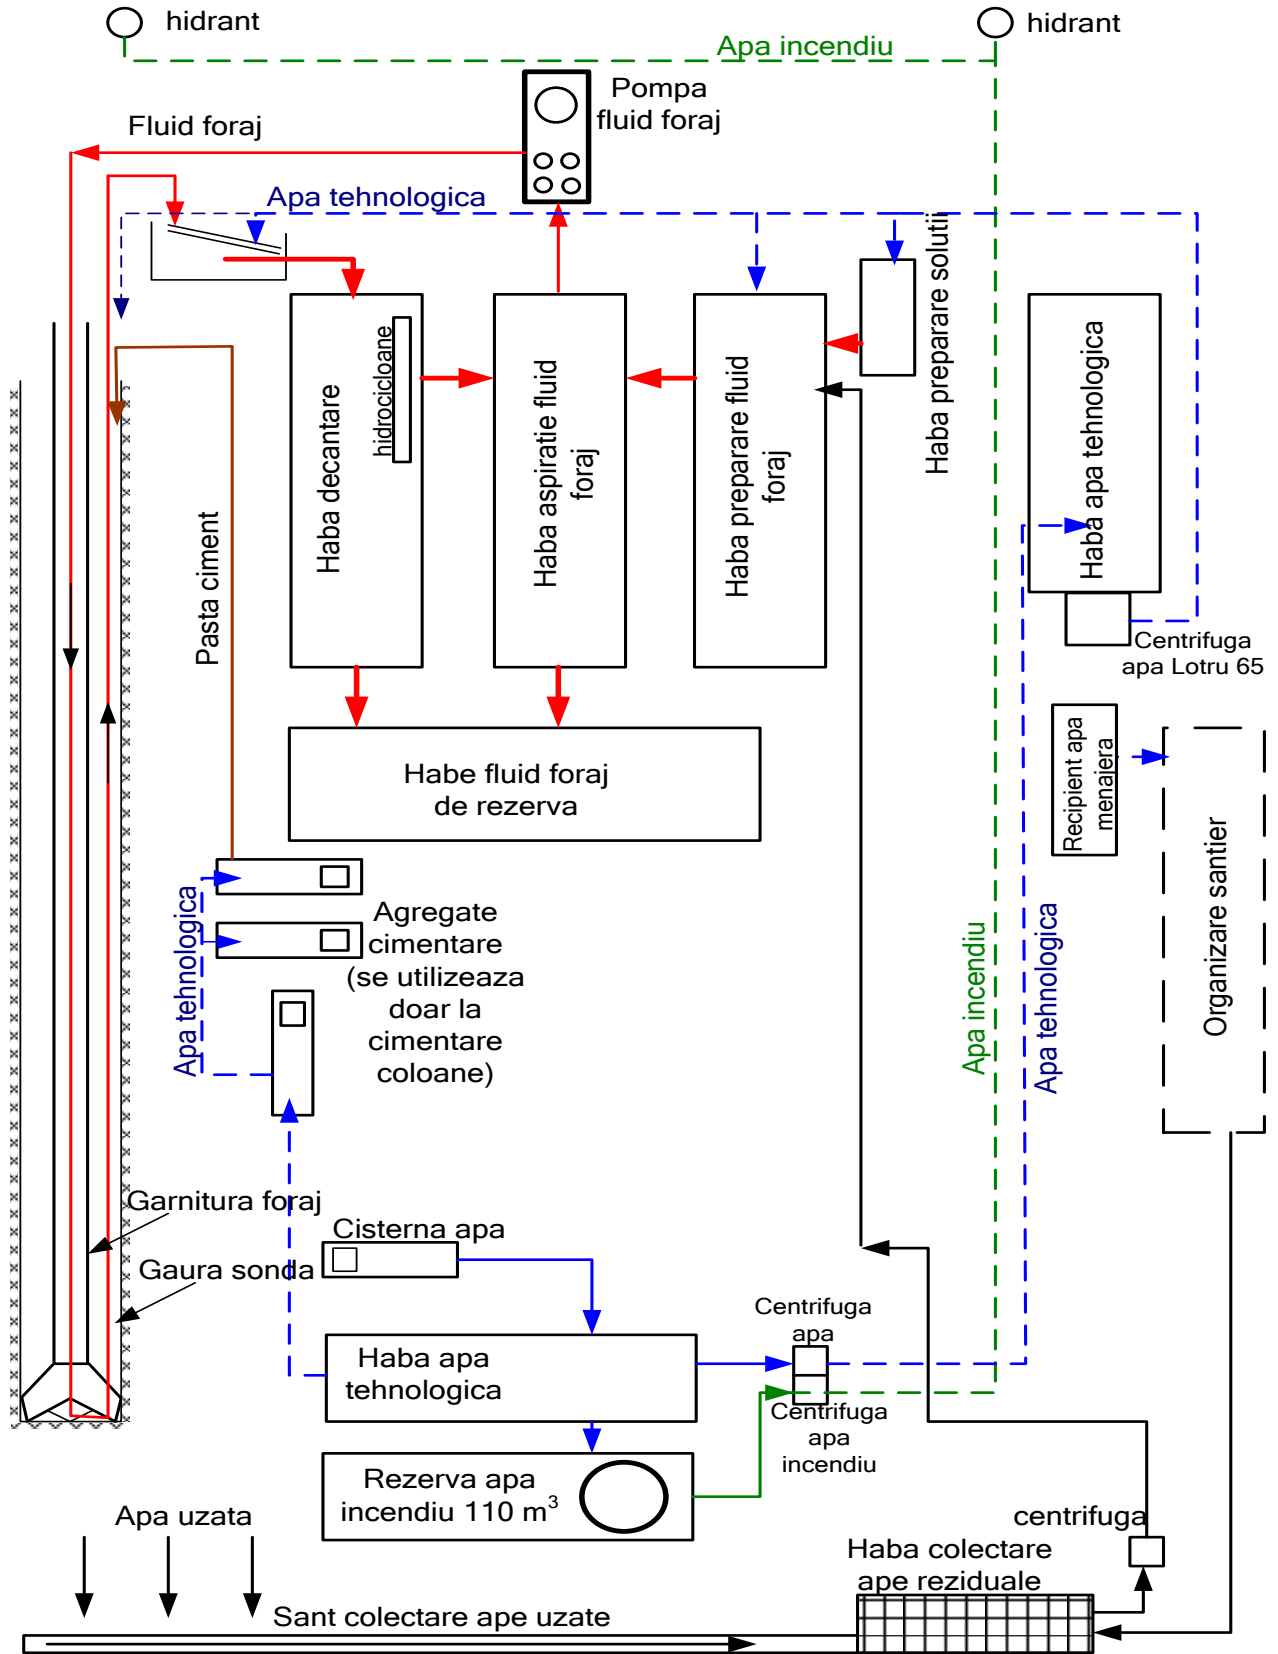 hidrant
hidrant
Apa incendiu
Pompa
fluid foraj
Fluid foraj
Apa tehnologica
Haba preparare solutii
hidrocicloane
Haba decantare
Haba aspiratie fluid
foraj
Haba preparare fluid
foraj
Haba apa tehnologica
Pasta ciment
Centrifuga
apa Lotru 65
Recipient apa
menajera
Habe fluid foraj
de rezerva
Organizare santier
Apa tehnologica
Agregate
cimentare
(se utilizeaza
doar la
cimentare
coloane)
Apa incendiu
Apa tehnologica
Garnitura foraj
Cisterna apa
Gaura sonda
Centrifuga
apa
Haba apa
tehnologica
Centrifuga
apa
incendiu
Rezerva apa
incendiu 110 m³
Apa uzata
centrifuga
Haba colectare
ape reziduale
Sant colectare ape uzate